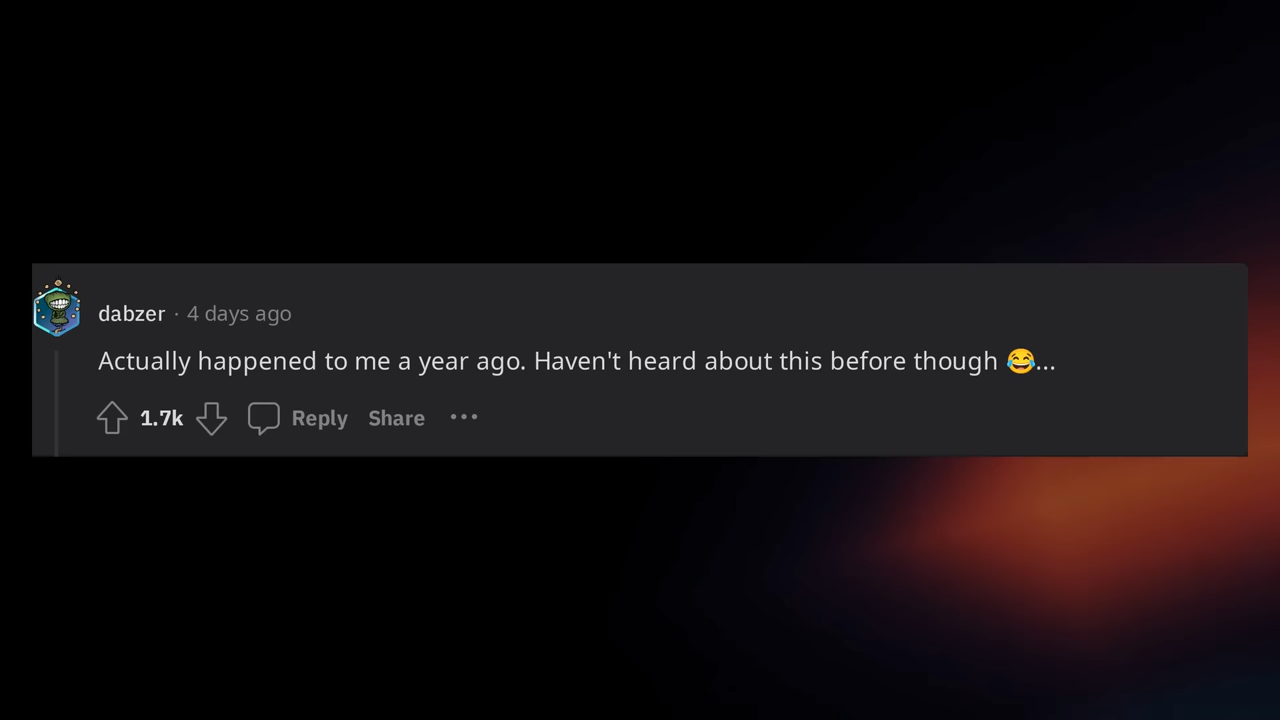 dabzer · 4 days ago
Actually happened to me a year ago. Haven't heard about this before though 😂...
1.7k Reply Share •••